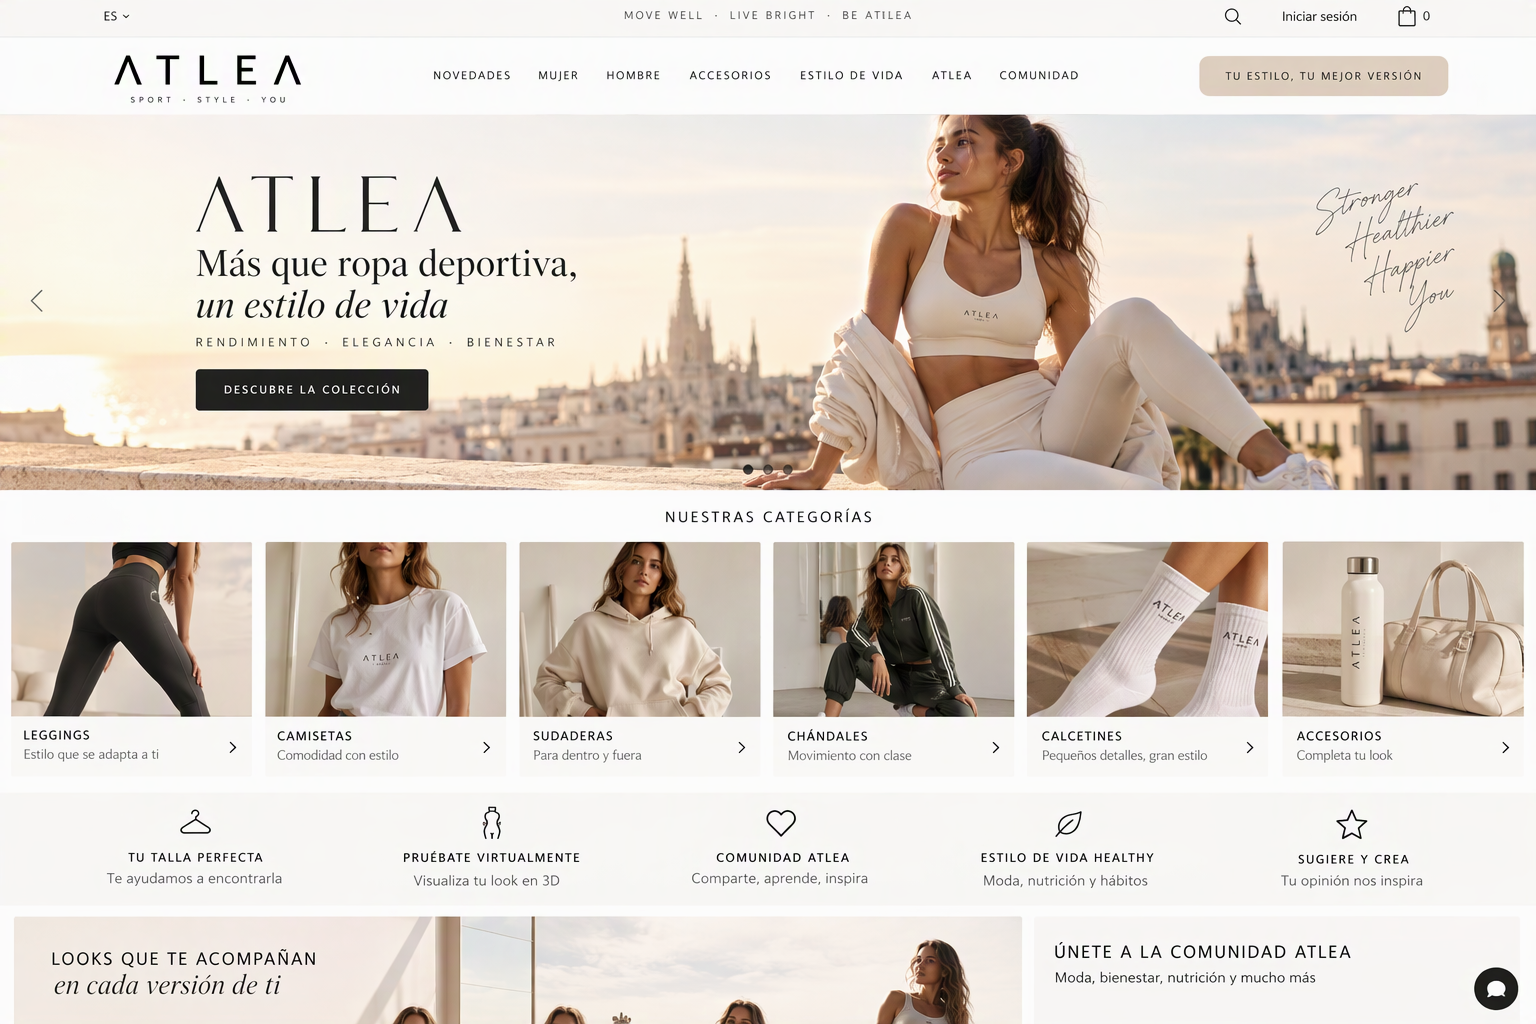 ES
MOVE WELL · LIVE BRIGHT · BE ATLEA
Iniciar sesión
0
ATLEA
SPORT · STYLE · YOU
NOVEDADES
MUJER
HOMBRE
ACCESORIOS
ESTILO DE VIDA
ATLEA
COMUNIDAD
TU ESTILO, TU MEJOR VERSIÓN
ATLEA
Más que ropa deportiva,
un estilo de vida
RENDIMIENTO · ELEGANCIA · BIENESTAR
DESCUBRE LA COLECCIÓN
ATLEA
Stronger
Healthier
Happier
You
NUESTRAS CATEGORÍAS
ATLEA
ATLEA
ATLEA
ATLEA
LEGGINGS
Estilo que se adapta a ti
CAMISETAS
Comodidad con estilo
SUDADERAS
Para dentro y fuera
CHÁNDALES
Movimiento con clase
CALCETINES
Pequeños detalles, gran estilo
ACCESORIOS
Completa tu look
TU TALLA PERFECTA
Te ayudamos a encontrarla
PRUÉBATE VIRTUALMENTE
Visualiza tu look en 3D
COMUNIDAD ATLEA
Comparte, aprende, inspira
ESTILO DE VIDA HEALTHY
Moda, nutrición y hábitos
SUGIERE Y CREA
Tu opinión nos inspira
LOOKS QUE TE ACOMPAÑAN
en cada versión de ti
ÚNETE A LA COMUNIDAD ATLEA
Moda, bienestar, nutrición y mucho más